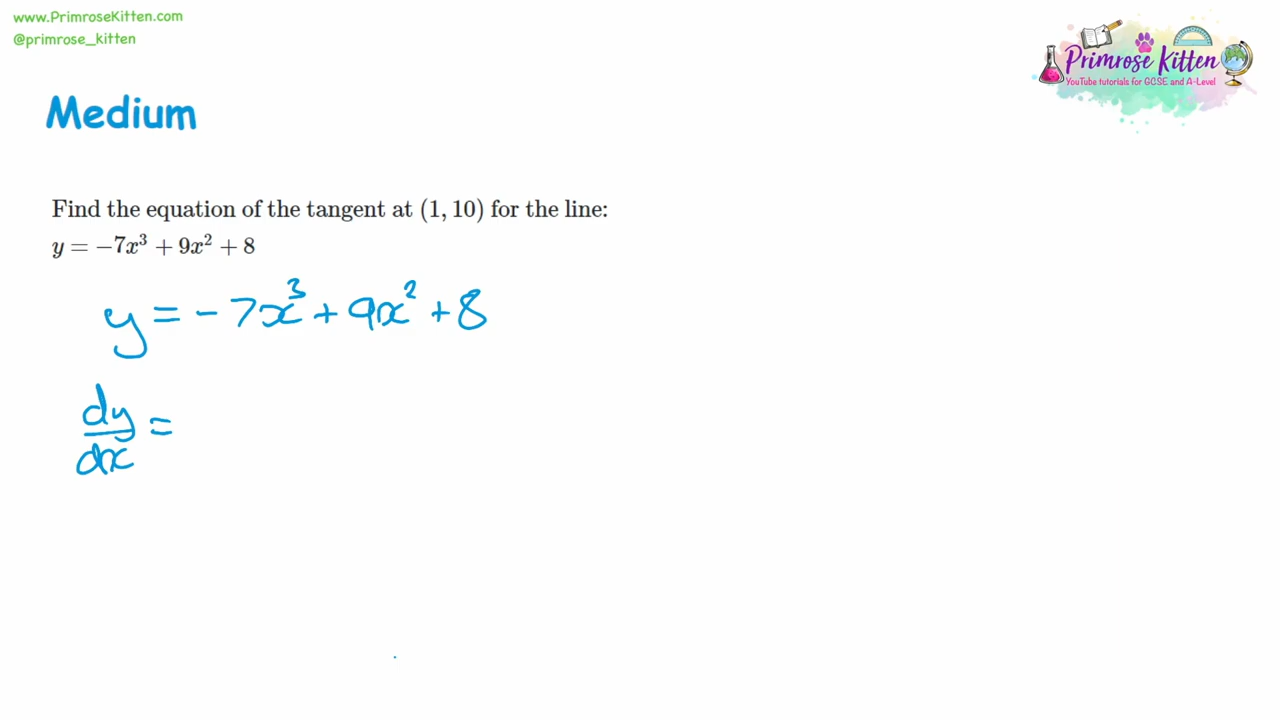 www.PrimroseKitten.com
@primrose_kitten
Primrose Kitten
YouTube tutorials for GCSE and A-Level
Medium
Find the equation of the tangent at (1, 10) for the line:
y = −7x³ + 9x² + 8
y = -7x³ + 9x² + 8
dy/dx =